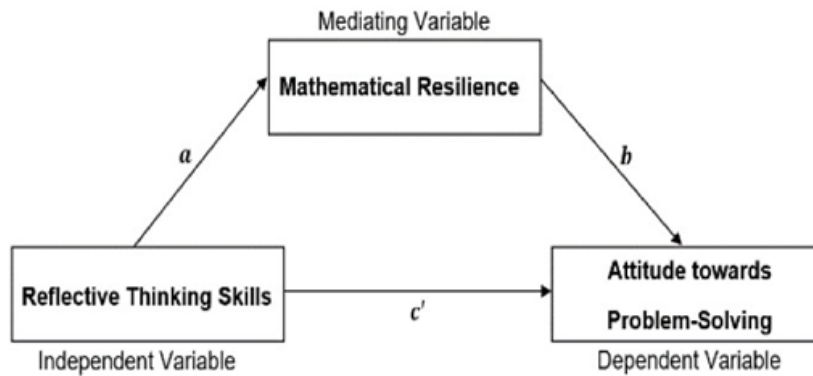 Mediating Variable
Mathematical Resilience
a
b
Reflective Thinking Skills
c'
Attitude towards
Problem-Solving
Independent Variable
Dependent Variable